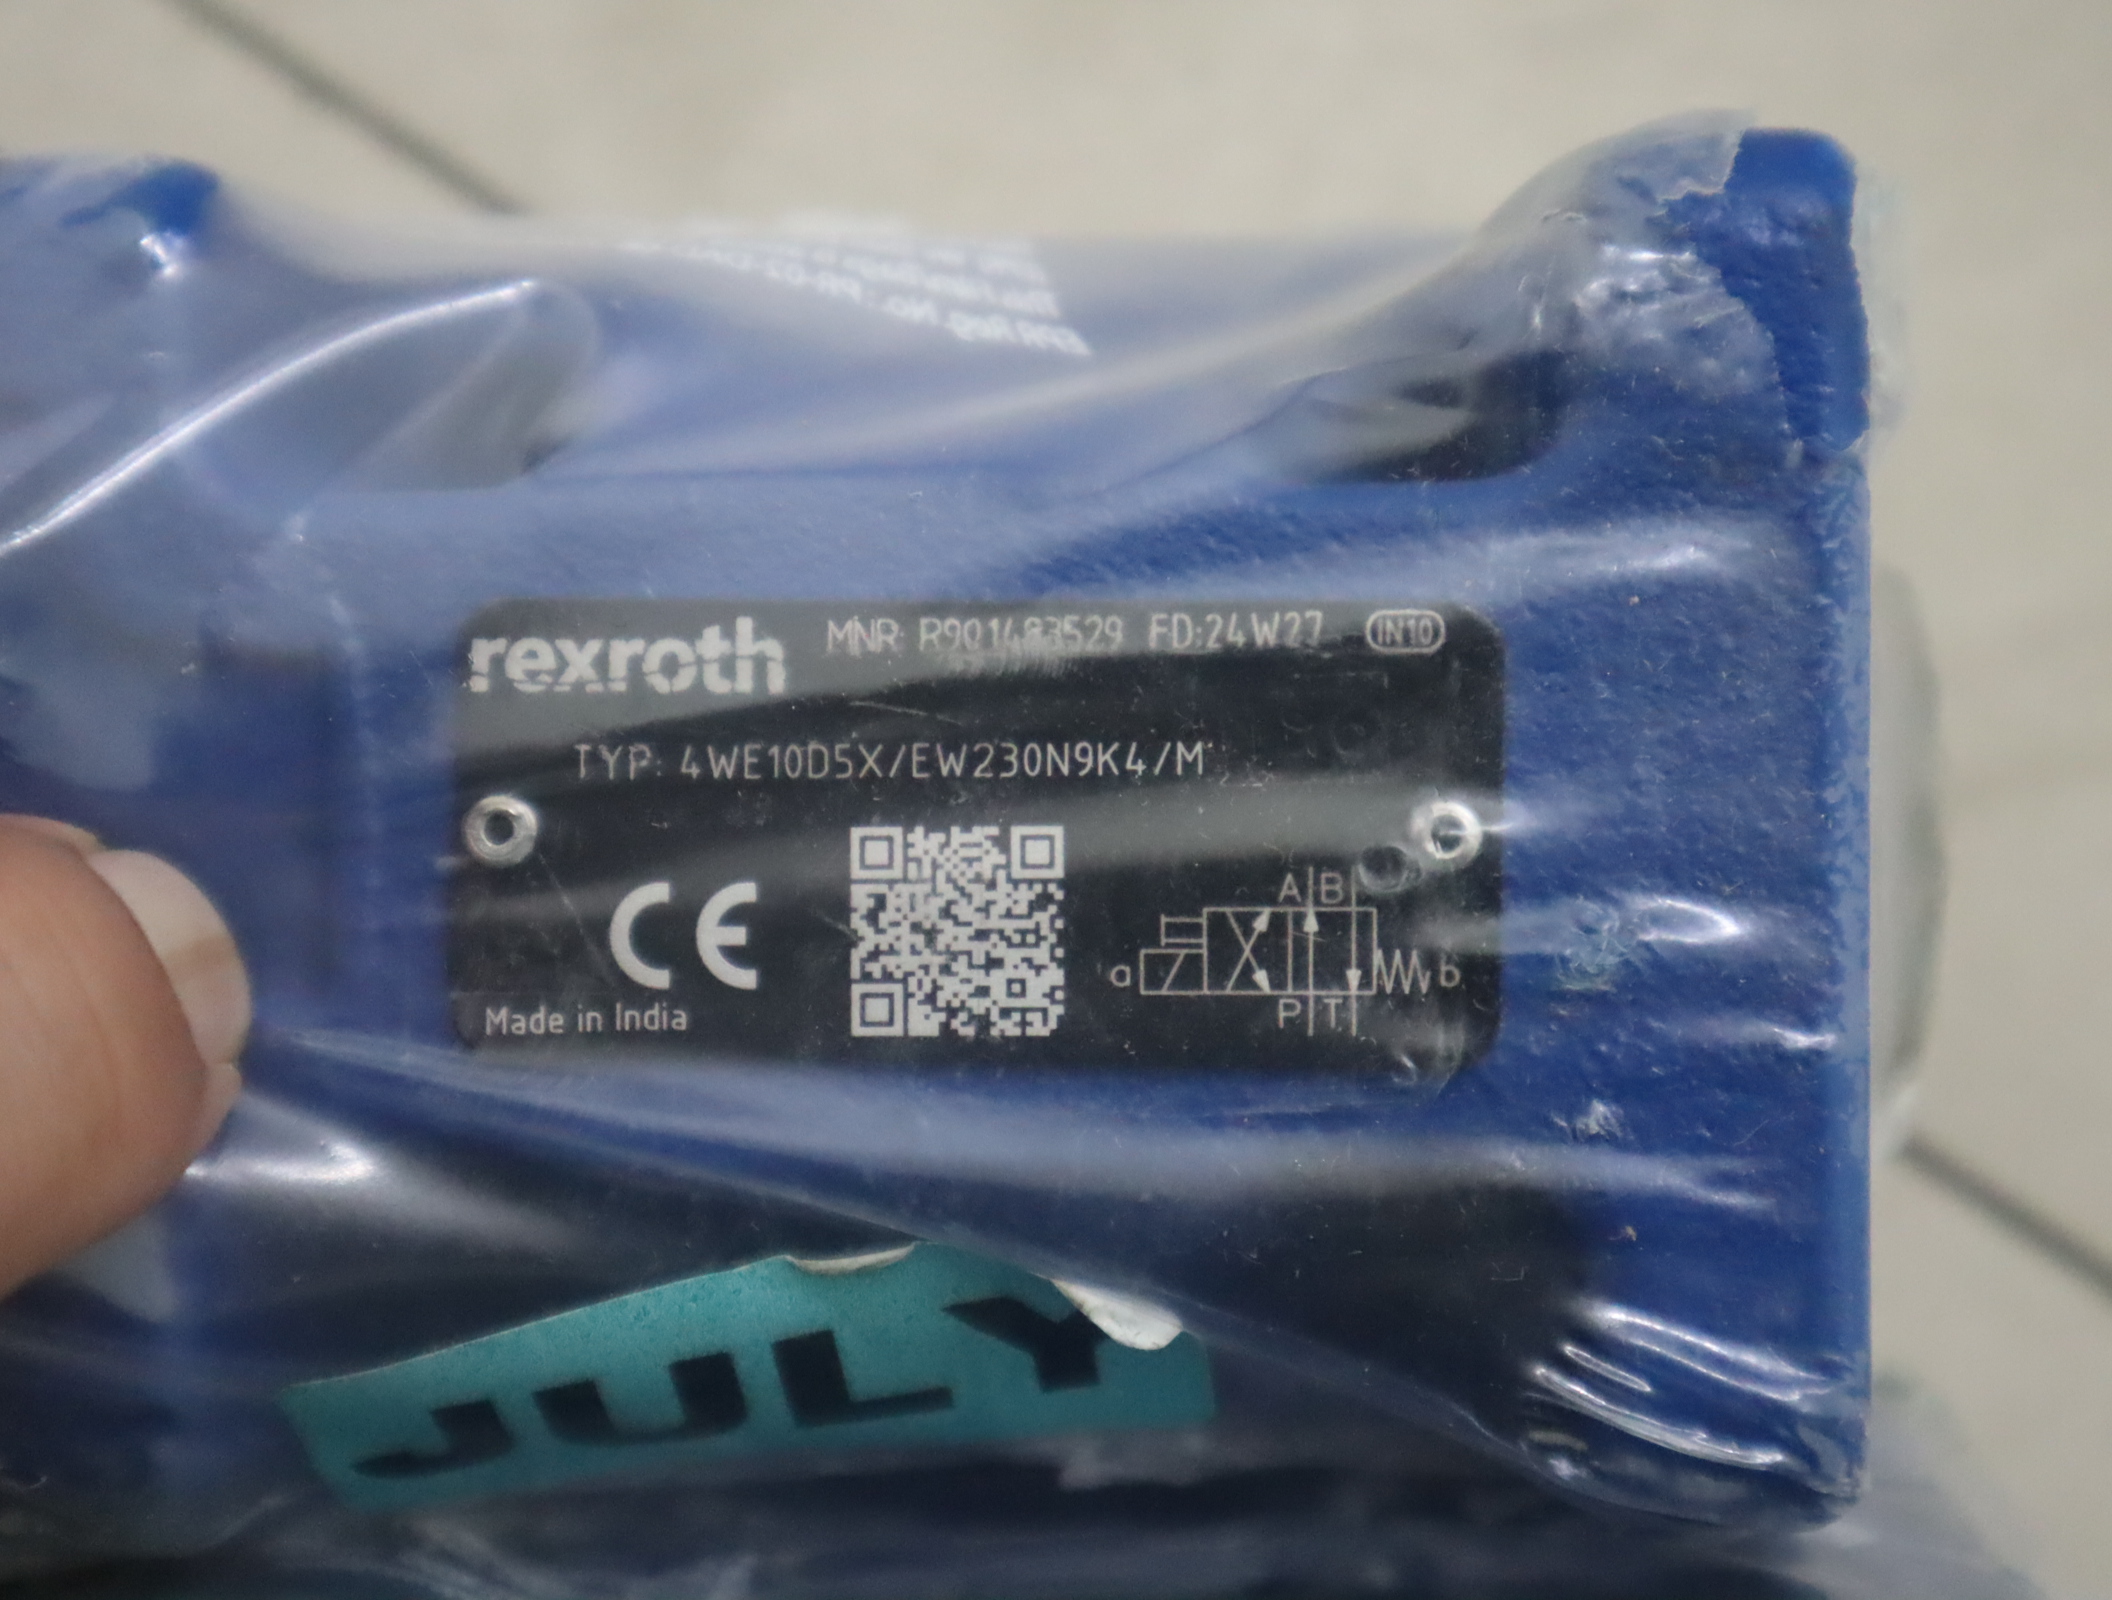 rexroth MNR: R901483529 FD:24W27 IN10
TYP: 4WE10D5X/EW230N9K4/M
CE
A B
a b
P T
Made in India
JULY